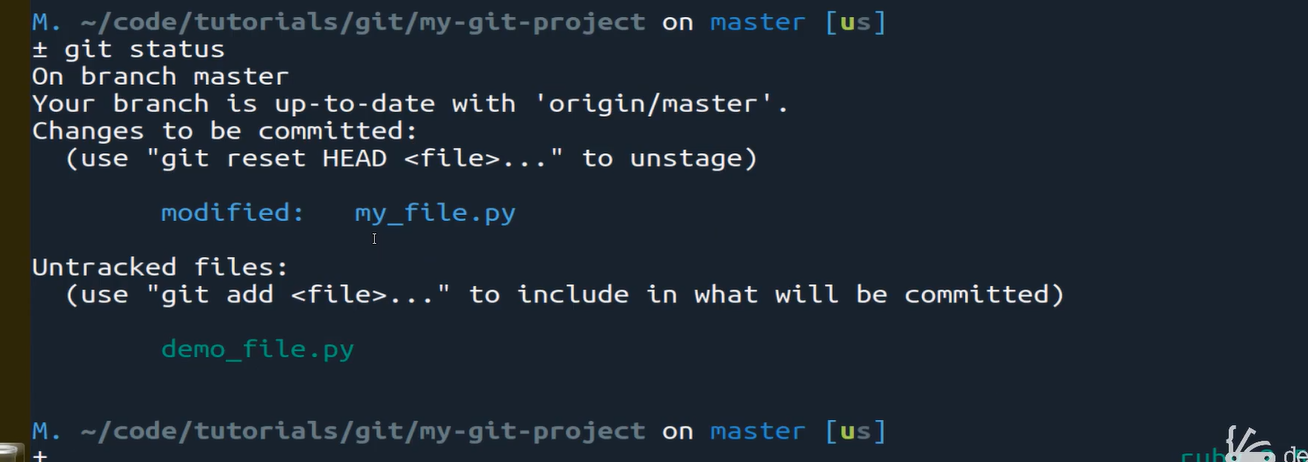 M. ~/code/tutorials/git/my-git-project on master [us]
± git status
On branch master
Your branch is up-to-date with 'origin/master'.
Changes to be committed:
  (use "git reset HEAD <file>..." to unstage)
        modified:   my_file.py
Untracked files:
  (use "git add <file>..." to include in what will be committed)
        demo_file.py
M. ~/code/tutorials/git/my-git-project on master [us]
±